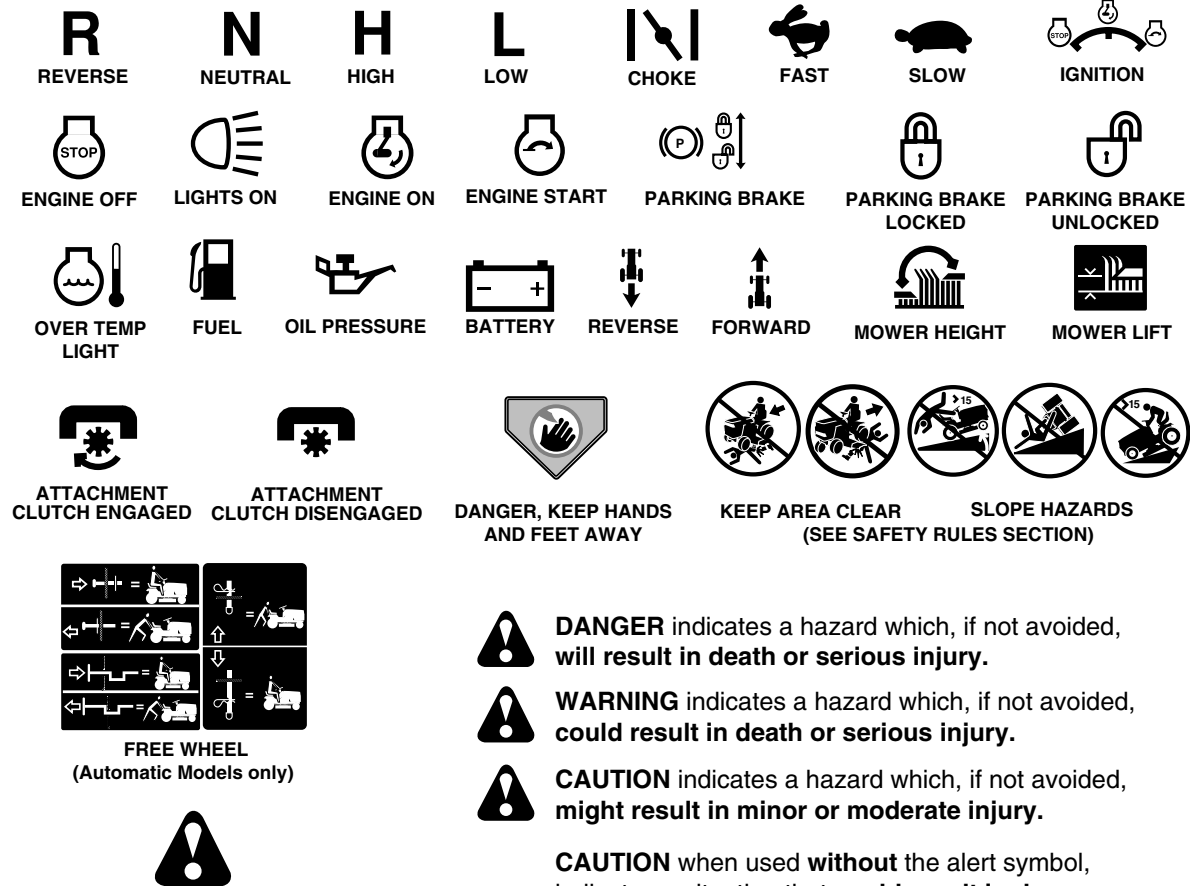 R N H L
REVERSE NEUTRAL HIGH LOW CHOKE FAST SLOW IGNITION
STOP
STOP
P
ENGINE OFF LIGHTS ON ENGINE ON ENGINE START PARKING BRAKE PARKING BRAKE LOCKED PARKING BRAKE UNLOCKED
OVER TEMP LIGHT FUEL OIL PRESSURE BATTERY REVERSE FORWARD MOWER HEIGHT MOWER LIFT
15
15
ATTACHMENT CLUTCH ENGAGED
ATTACHMENT CLUTCH DISENGAGED
DANGER, KEEP HANDS
AND FEET AWAY
KEEP AREA CLEAR
SLOPE HAZARDS
(SEE SAFETY RULES SECTION)
FREE WHEEL
(Automatic Models only)
DANGER indicates a hazard which, if not avoided,
will result in death or serious injury.
WARNING indicates a hazard which, if not avoided,
could result in death or serious injury.
CAUTION indicates a hazard which, if not avoided,
might result in minor or moderate injury.
CAUTION when used without the alert symbol,